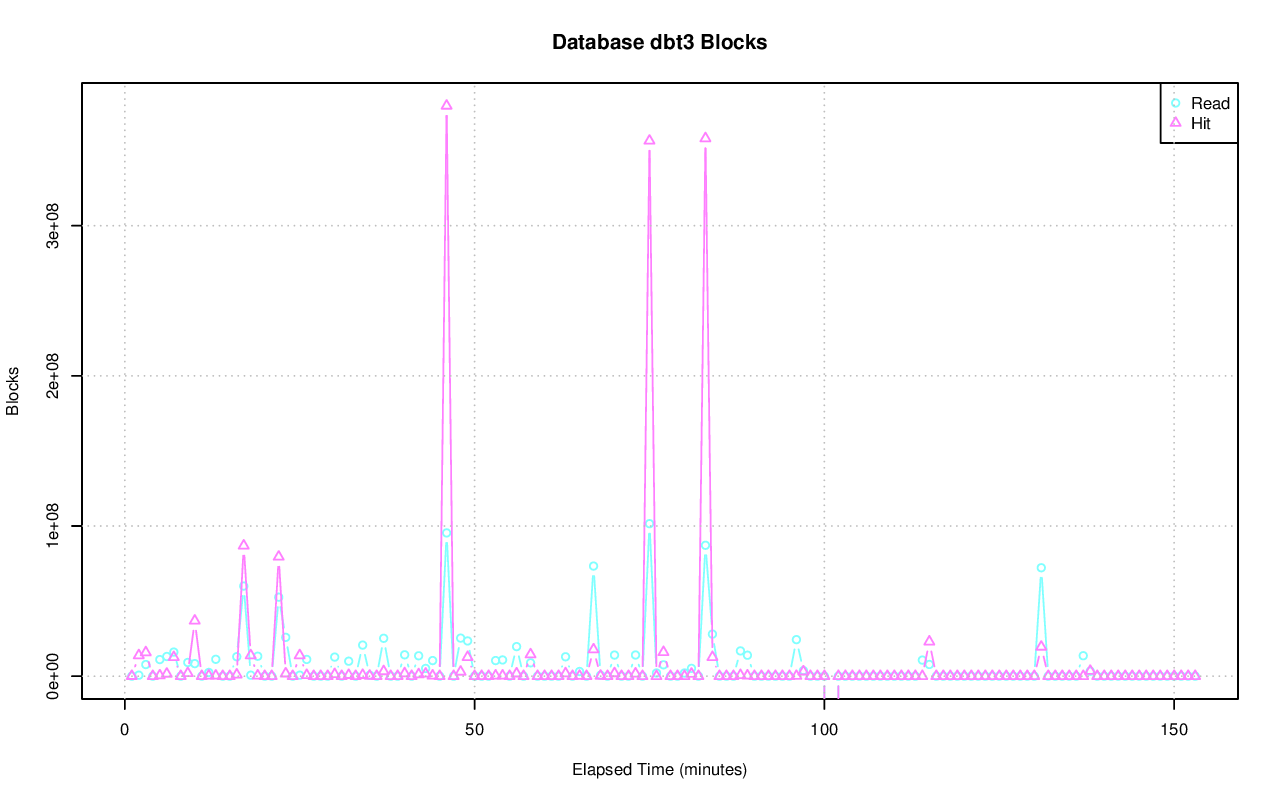 Database dbt3 Blocks
Read
Hit
Blocks
3e+08
2e+08
1e+08
0e+00
0 50 100 150
Elapsed Time (minutes)